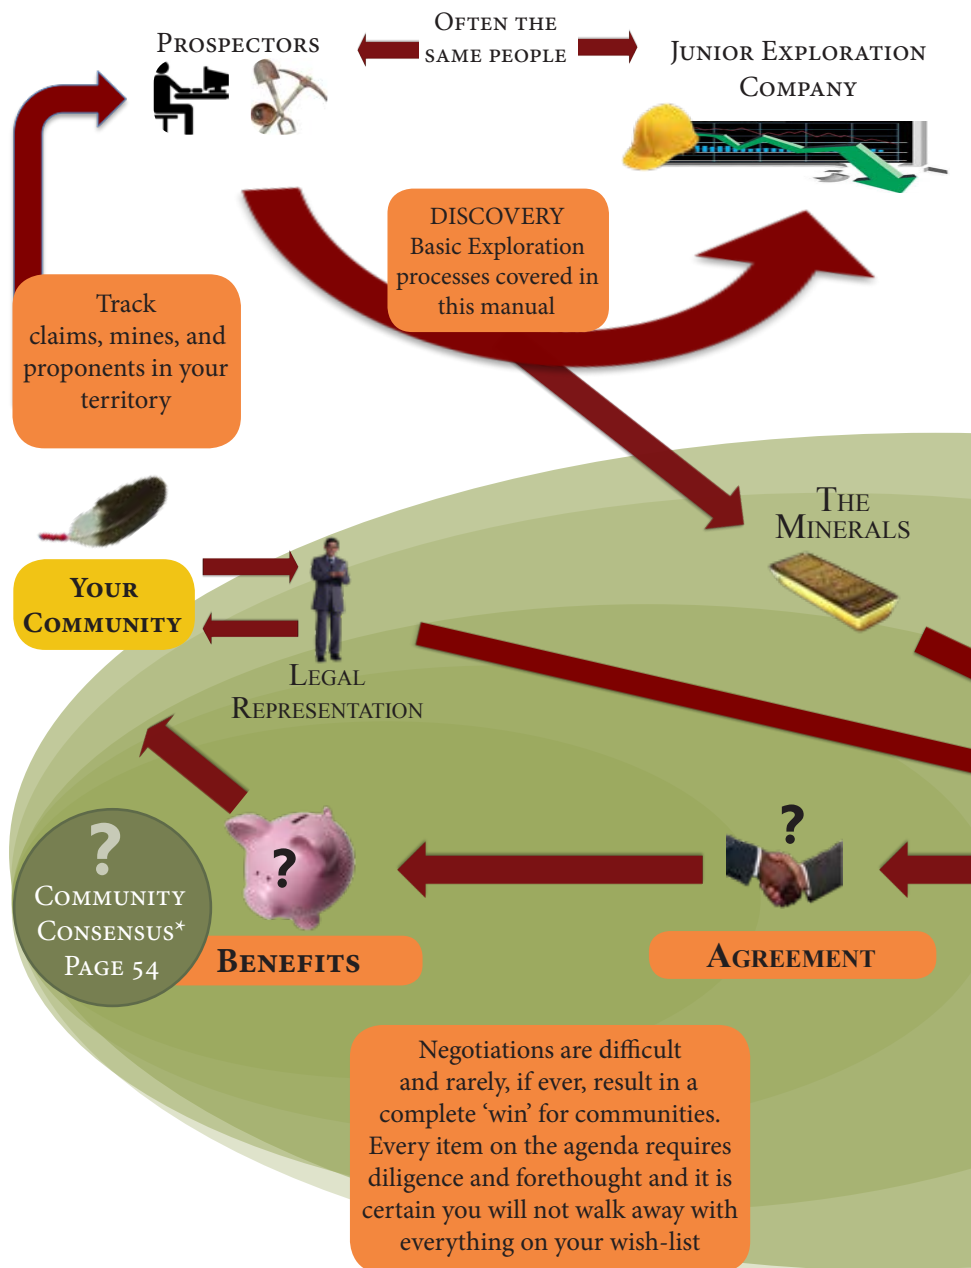 Prospectors
Often the
same people
Junior Exploration
Company
DISCOVERY
Basic Exploration
processes covered in
this manual
Track
claims, mines, and
proponents in your
territory
The
Minerals
Your
Community
Legal
Representation
?
?
?
Community
Consensus*
Page 54
Benefits
Agreement
Negotiations are difficult
and rarely, if ever, result in a
complete ‘win’ for communities.
Every item on the agenda requires
diligence and forethought and it is
certain you will not walk away with
everything on your wish-list